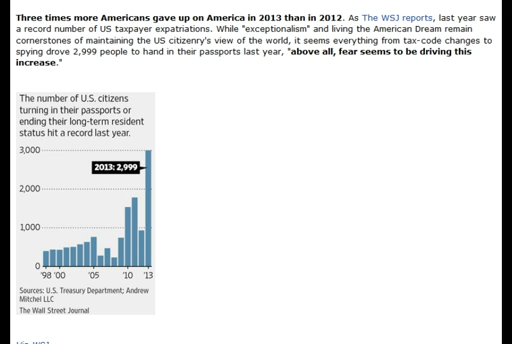 Three times more Americans gave up on America in 2013 than in 2012. As The WSJ reports, last year saw
a record number of US taxpayer expatriations. While "exceptionalism" and living the American Dream remain
cornerstones of maintaining the US citizenry's view of the world, it seems everything from tax-code changes to
spying drove 2,999 people to hand in their passports last year, "above all, fear seems to be driving this
increase."
The number of U.S. citizens
turning in their passports or
ending their long-term resident
status hit a record last year.
3,000
2013: 2,999
2,000
1,000
0
'98 '00 '05 '10 '13
Sources: U.S. Treasury Department; Andrew
Mitchel LLC
The Wall Street Journal